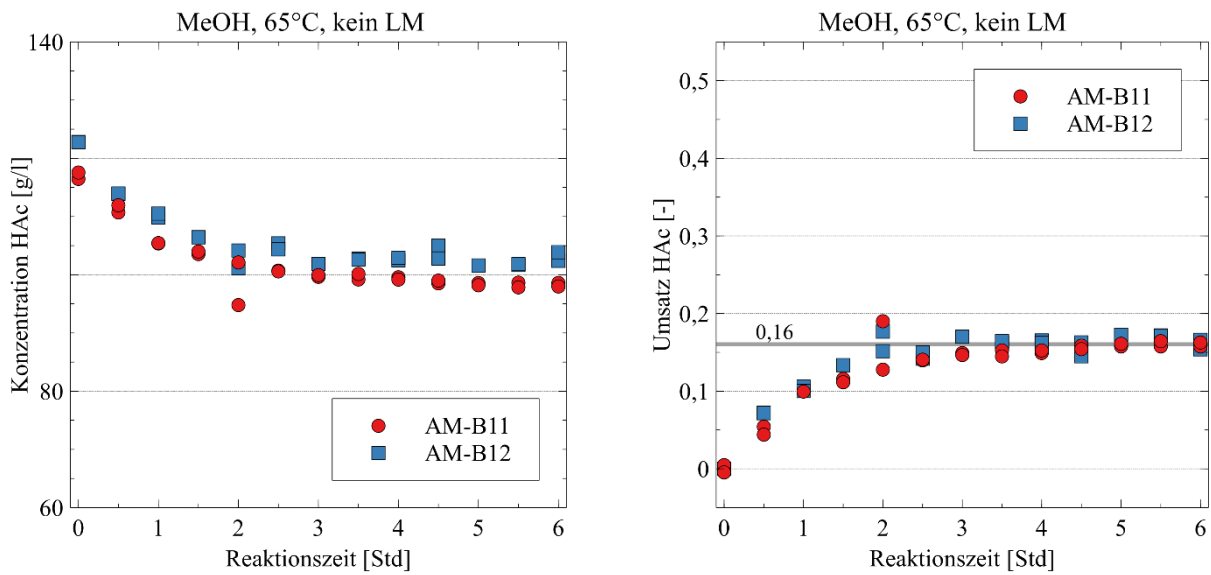 MeOH, 65°C, kein LM
140
80
60
Konzentration HAc [g/l]
AM-B11
AM-B12
0 1 2 3 4 5 6
Reaktionszeit [Std]
MeOH, 65°C, kein LM
0,5
0,4
0,3
0,2
0,1
0
Umsatz HAc [-]
AM-B11
AM-B12
0,16
0 1 2 3 4 5 6
Reaktionszeit [Std]